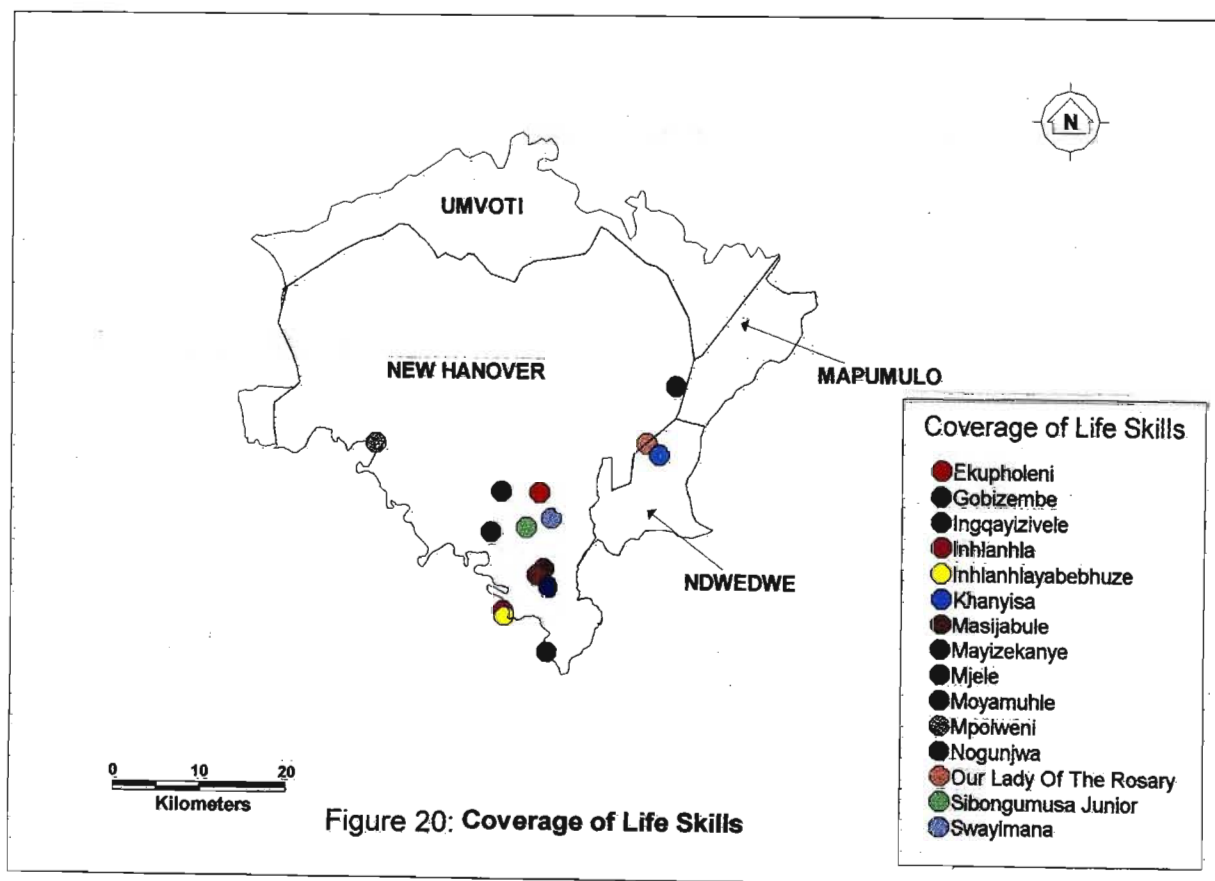 N
UMVOTI
NEW HANOVER
MAPUMULO
NDWEDWE
Coverage of Life Skills
Ekupholeni
Gobizembe
Ingqayizivele
Inhlanhla
Inhlanhlayabebhuze
Khanyisa
Masijabule
Mayizekanye
Mjele
Moyamuhle
Mpolweni
Nogunjwa
Our Lady Of The Rosary
Sibongumusa Junior
Swayimana
0 10 20
Kilometers
Figure 20: Coverage of Life Skills